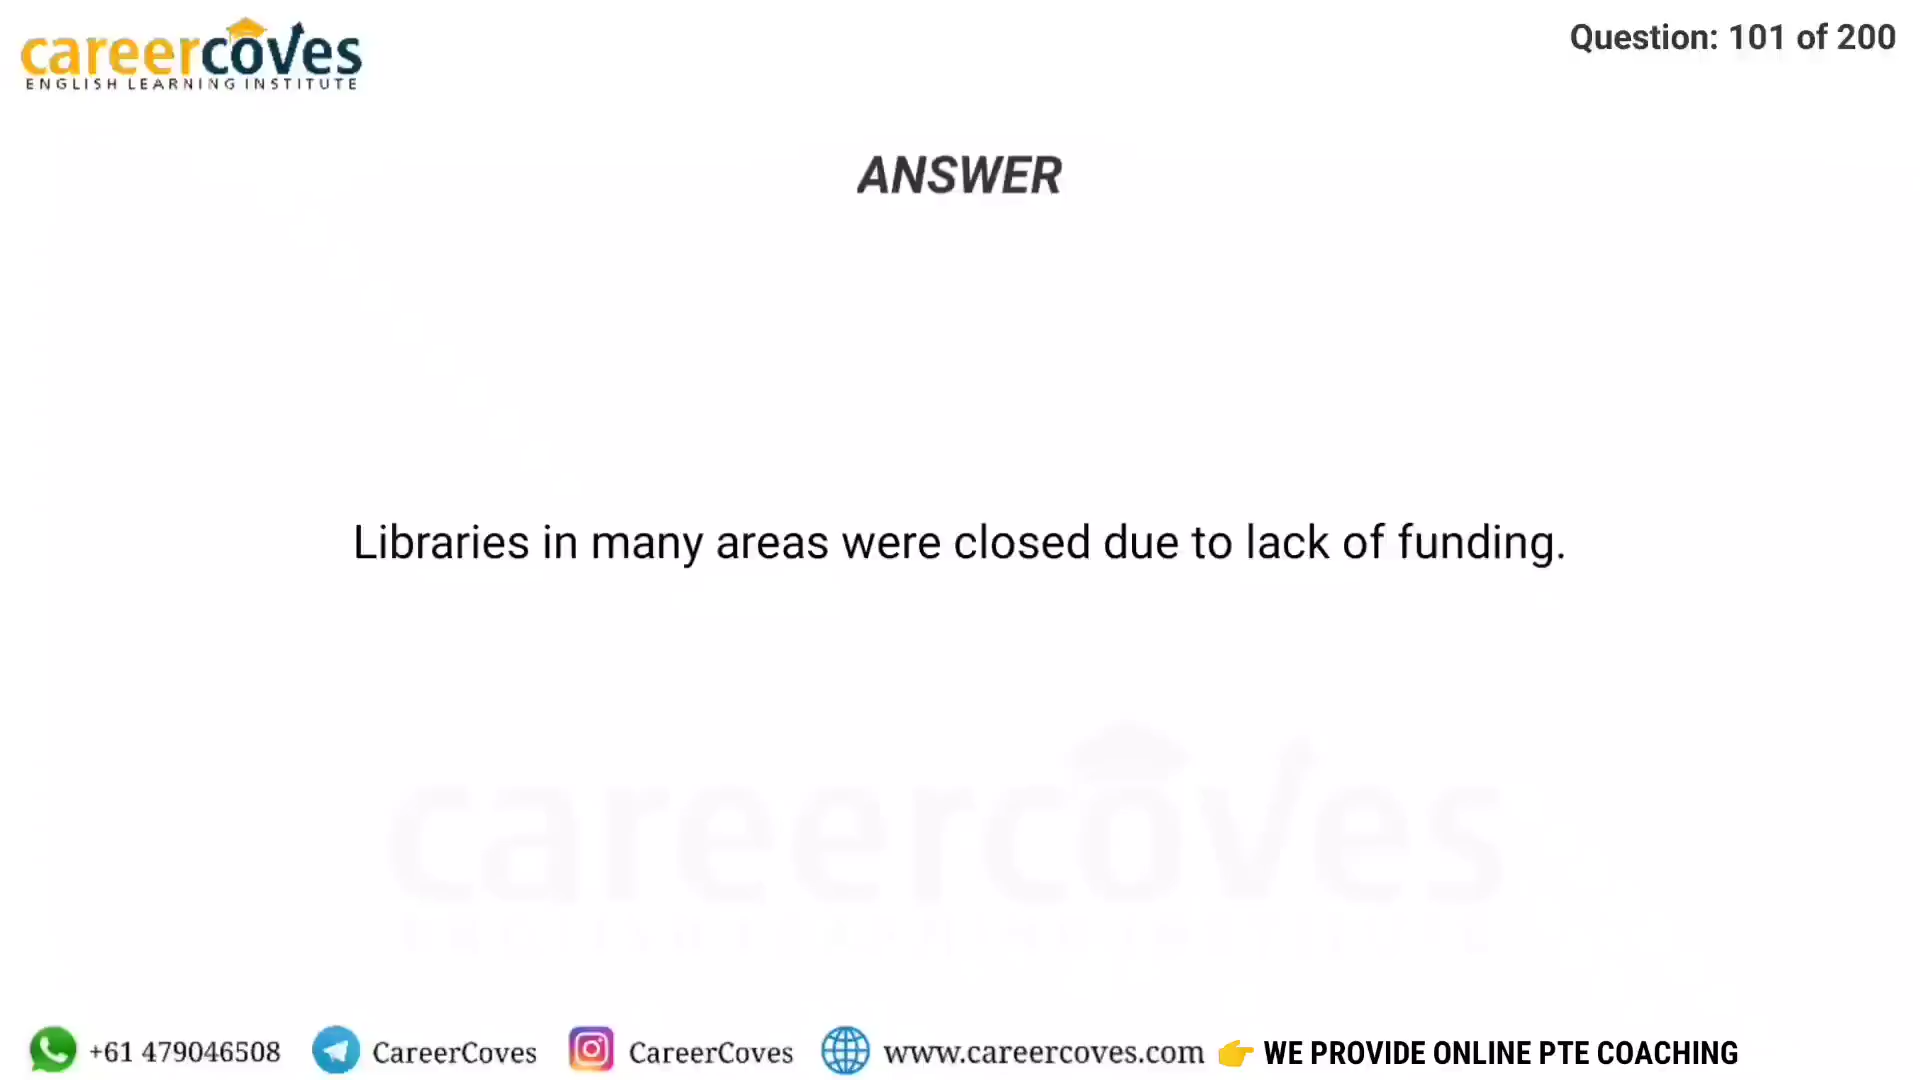 careercoves
ENGLISH LEARNING INSTITUTE
Question: 101 of 200
ANSWER
Libraries in many areas were closed due to lack of funding.
careercoves
+61 479046508 CareerCoves CareerCoves www.careercoves.com 👉 WE PROVIDE ONLINE PTE COACHING